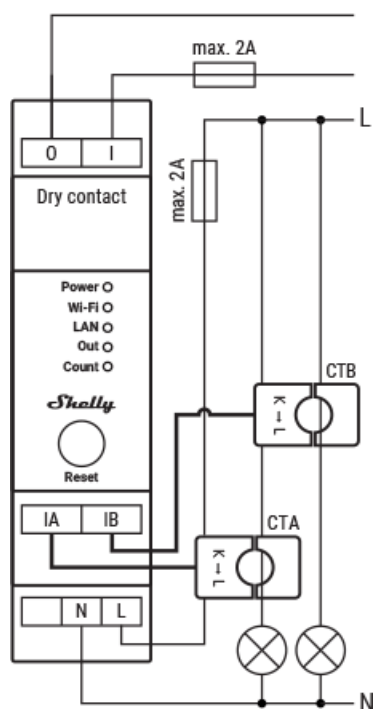 max. 2A
O I
L
max. 2A
Dry contact
Power
Wi-Fi
LAN
Out
Count
CTB
Shelly
K → L
Reset
IA IB
CTA
K → L
N L
N